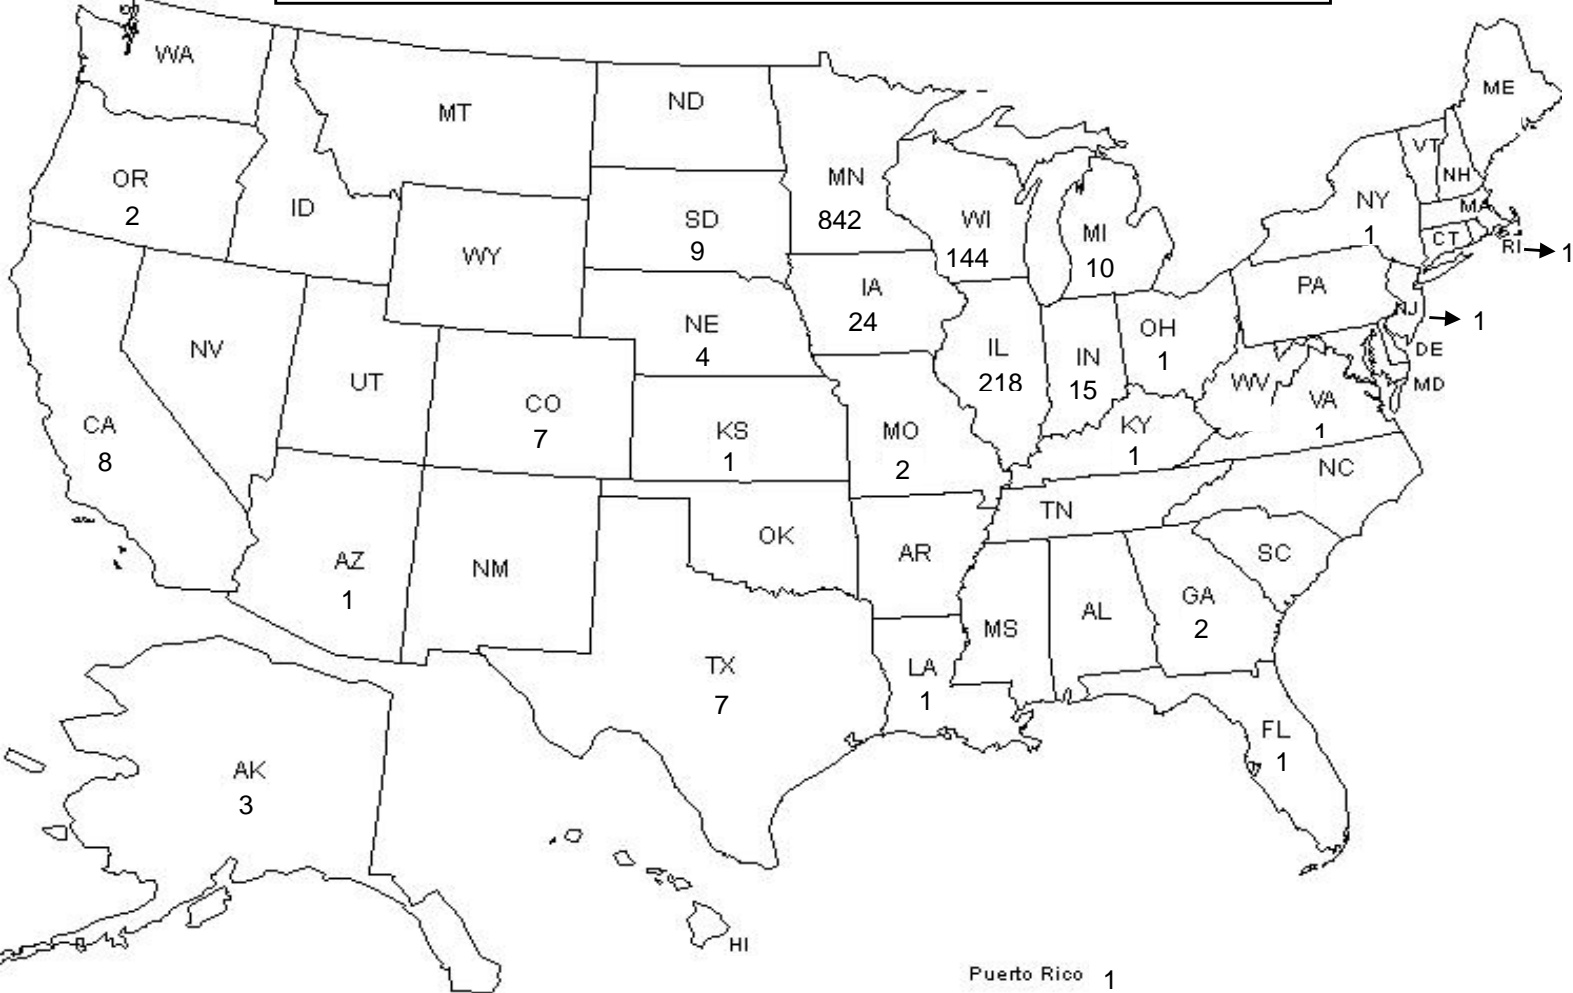 WA
MT
ND
ME
OR
2
ID
WY
SD
9
MN
842
WI
144
MI
10
VT
NH
NY
1
MA
CT
RI 1
NV
UT
CO
7
NE
4
IA
24
IL
218
IN
15
OH
1
PA
NJ 1
DE
MD
CA
8
KS
1
MO
2
KY
1
WV
VA
1
AZ
1
NM
OK
AR
TN
NC
SC
TX
7
LA
1
MS
AL
GA
2
FL
1
AK
3
HI
Puerto Rico 1